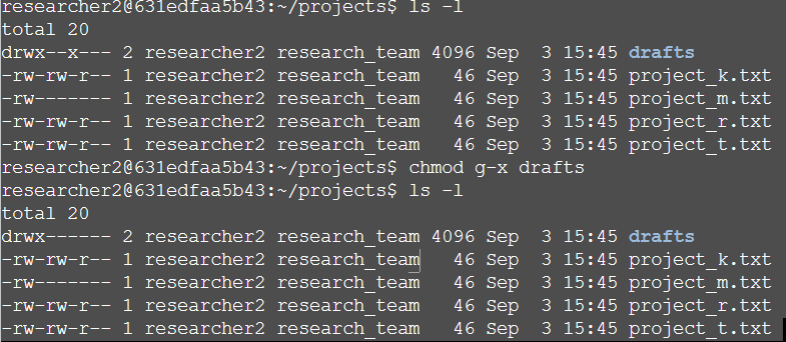 researcher2@631edfaa5b43:~/projects$ ls -l
total 20
drwx--x--- 2 researcher2 research_team 4096 Sep  3 15:45 drafts
-rw-rw-r-- 1 researcher2 research_team   46 Sep  3 15:45 project_k.txt
-rw------- 1 researcher2 research_team   46 Sep  3 15:45 project_m.txt
-rw-rw-r-- 1 researcher2 research_team   46 Sep  3 15:45 project_r.txt
-rw-rw-r-- 1 researcher2 research_team   46 Sep  3 15:45 project_t.txt
researcher2@631edfaa5b43:~/projects$ chmod g-x drafts
researcher2@631edfaa5b43:~/projects$ ls -l
total 20
drwx------ 2 researcher2 research_team 4096 Sep  3 15:45 drafts
-rw-rw-r-- 1 researcher2 research_team   46 Sep  3 15:45 project_k.txt
-rw------- 1 researcher2 research_team   46 Sep  3 15:45 project_m.txt
-rw-rw-r-- 1 researcher2 research_team   46 Sep  3 15:45 project_r.txt
-rw-rw-r-- 1 researcher2 research_team   46 Sep  3 15:45 project_t.txt